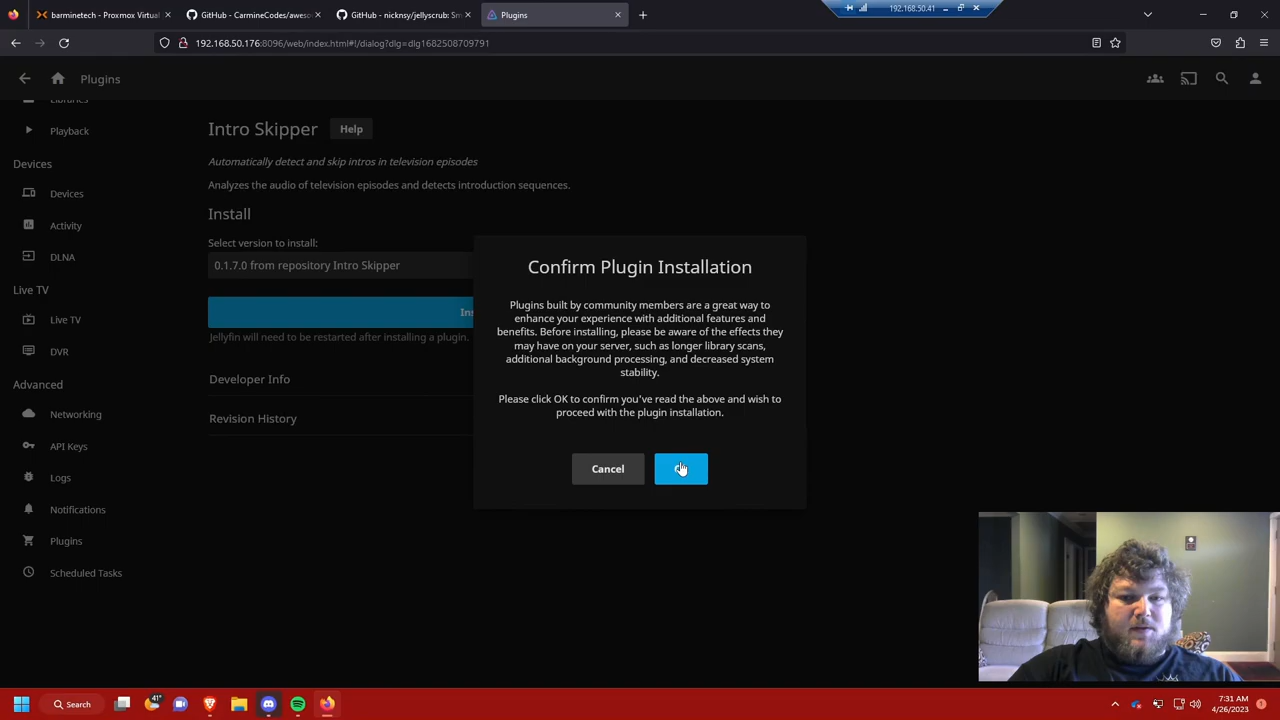 barminetech - Proxmox Virtual
GitHub - CarmineCodes/aweso
GitHub - nicknsy/jellyscrub: Sm
Plugins
192.168.50.41
192.168.50.176:8096/web/index.html#!/dialog?dlg=dlg1682508709791
Plugins
Libraries
Playback
Devices
Devices
Activity
DLNA
Live TV
Live TV
DVR
Advanced
Networking
API Keys
Logs
Notifications
Plugins
Scheduled Tasks
Intro Skipper
Help
Automatically detect and skip intros in television episodes
Analyzes the audio of television episodes and detects introduction sequences.
Install
Select version to install:
0.1.7.0 from repository Intro Skipper
Ins
Jellyfin will need to be restarted after installing a plugin.
Developer Info
Revision History
Confirm Plugin Installation
Plugins built by community members are a great way to
enhance your experience with additional features and
benefits. Before installing, please be aware of the effects they
may have on your server, such as longer library scans,
additional background processing, and decreased system
stability.
Please click OK to confirm you've read the above and wish to
proceed with the plugin installation.
Cancel
Search
41°
7:31 AM
4/26/2023